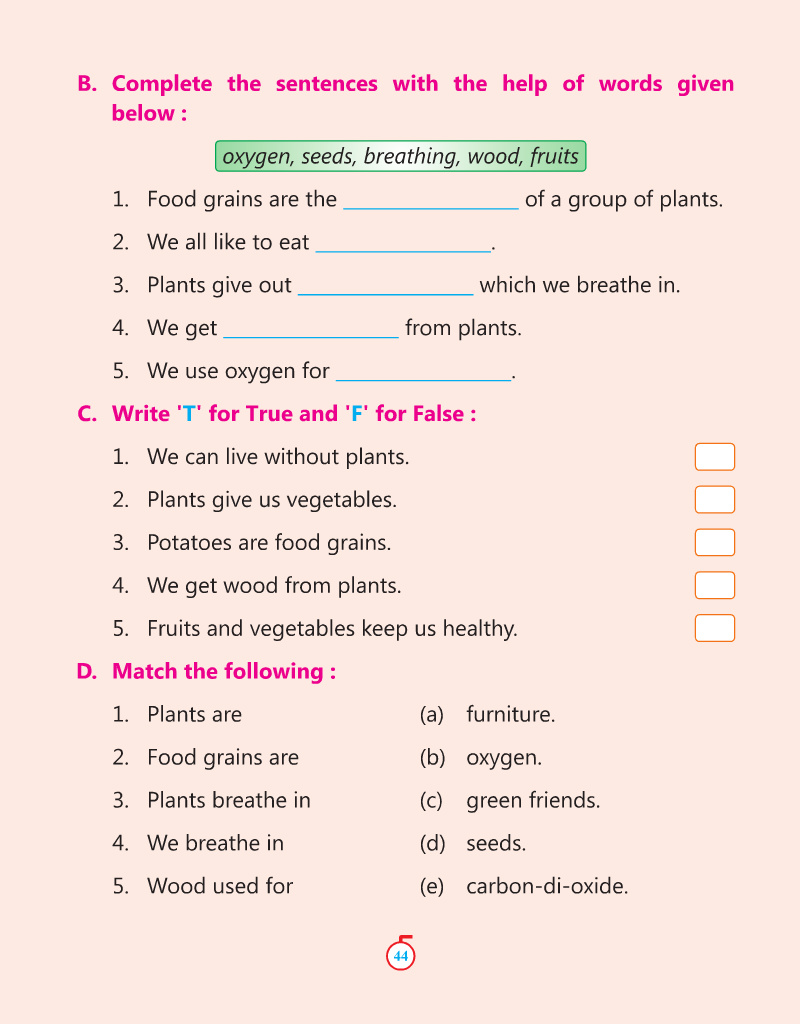 B. Complete the sentences with the help of words given
below :
oxygen, seeds, breathing, wood, fruits
1. Food grains are the ________________ of a group of plants.
2. We all like to eat ________________.
3. Plants give out ________________ which we breathe in.
4. We get ________________ from plants.
5. We use oxygen for ________________.
C. Write 'T' for True and 'F' for False :
1. We can live without plants.
2. Plants give us vegetables.
3. Potatoes are food grains.
4. We get wood from plants.
5. Fruits and vegetables keep us healthy.
D. Match the following :
1. Plants are (a) furniture.
2. Food grains are (b) oxygen.
3. Plants breathe in (c) green friends.
4. We breathe in (d) seeds.
5. Wood used for (e) carbon-di-oxide.
44